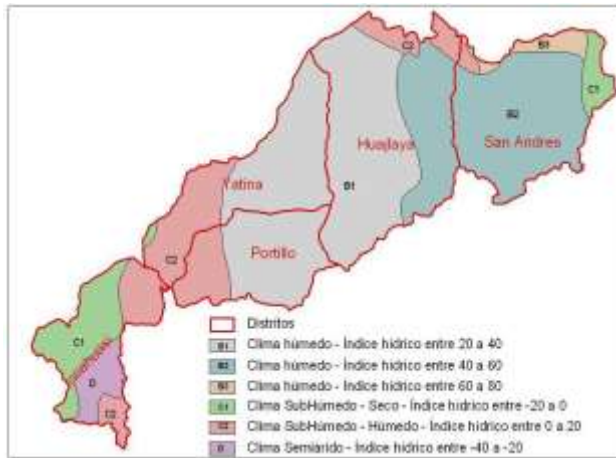 C2
B3
C1
B2
Huajlaya
San Andres
Yatina
B1
C2
Portillo
C1
D
C2
Distritos
B1 Clima húmedo - Índice hídrico entre 20 a 40
B2 Clima húmedo - Índice hídrico entre 40 a 60
Clima húmedo - Índice hídrico entre 60 a 80
C1 Clima SubHúmedo - Seco - Índice hídrico entre -20 a 0
C2 Clima SubHúmedo - Húmedo - Índice hídrico entre 0 a 20
D Clima Semiarido - Índice hídrico entre -40 a -20